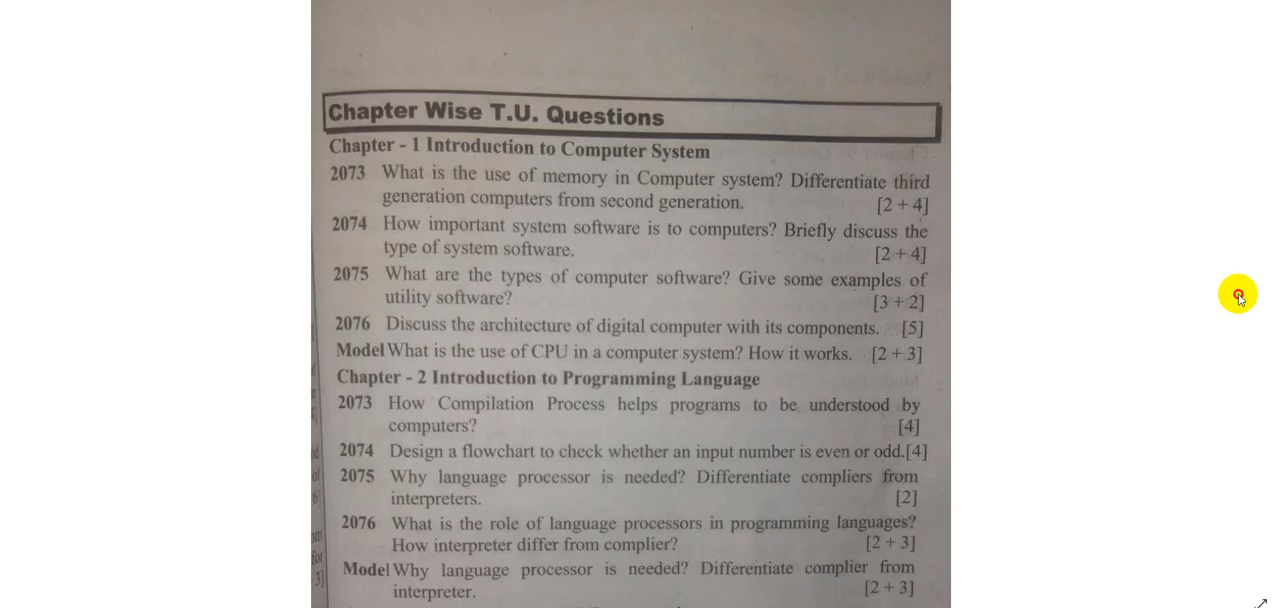 Chapter Wise T.U. Questions
Chapter - 1 Introduction to Computer System
2073 What is the use of memory in Computer system? Differentiate third
generation computers from second generation. [2 + 4]
2074 How important system software is to computers? Briefly discuss the
type of system software. [2 + 4]
2075 What are the types of computer software? Give some examples of
utility software? [3 + 2]
2076 Discuss the architecture of digital computer with its components. [5]
Model What is the use of CPU in a computer system? How it works. [2 + 3]
Chapter - 2 Introduction to Programming Language
2073 How Compilation Process helps programs to be understood by
computers? [4]
2074 Design a flowchart to check whether an input number is even or odd.[4]
2075 Why language processor is needed? Differentiate compliers from
interpreters. [2]
2076 What is the role of language processors in programming languages?
How interpreter differ from complier? [2 + 3]
Model Why language processor is needed? Differentiate complier from
interpreter. [2 + 3]